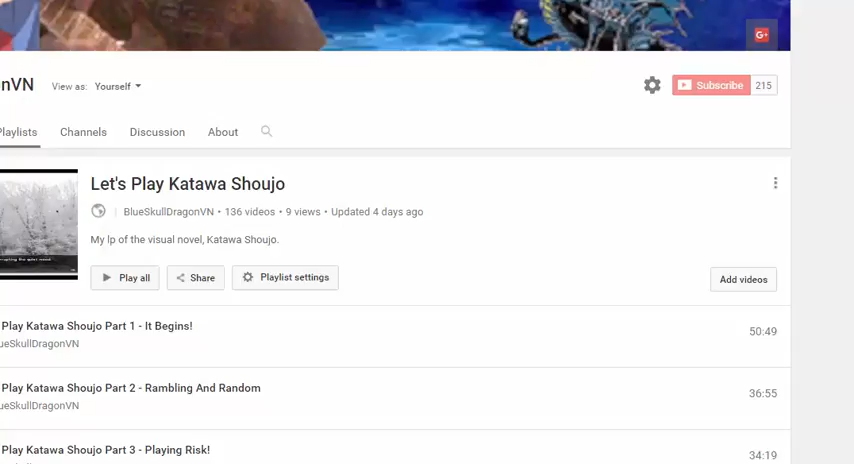 nVN View as: Yourself Subscribe 215
Playlists Channels Discussion About
Let's Play Katawa Shoujo
BlueSkullDragonVN • 136 videos • 9 views • Updated 4 days ago
My lp of the visual novel, Katawa Shoujo.
Play all Share Playlist settings Add videos
Play Katawa Shoujo Part 1 - It Begins! 50:49
ueSkullDragonVN
Play Katawa Shoujo Part 2 - Rambling And Random 36:55
ueSkullDragonVN
Play Katawa Shoujo Part 3 - Playing Risk! 34:19